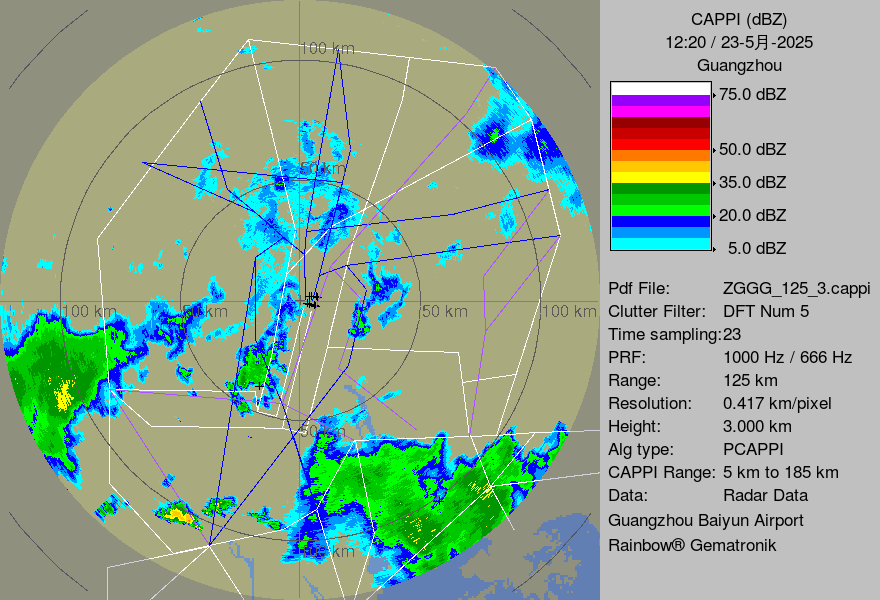 CAPPI (dBZ)
12:20 / 23-5月-2025
Guangzhou
75.0 dBZ
50.0 dBZ
35.0 dBZ
20.0 dBZ
5.0 dBZ
Pdf File: ZGGG_125_3.cappi
Clutter Filter: DFT Num 5
Time sampling:23
PRF: 1000 Hz / 666 Hz
Range: 125 km
Resolution: 0.417 km/pixel
Height: 3.000 km
Alg type: PCAPPI
CAPPI Range: 5 km to 185 km
Data: Radar Data
Guangzhou Baiyun Airport
Rainbow® Gematronik
100 km
50 km
100 km
50 km
50 km
100 km
50 km
100 km